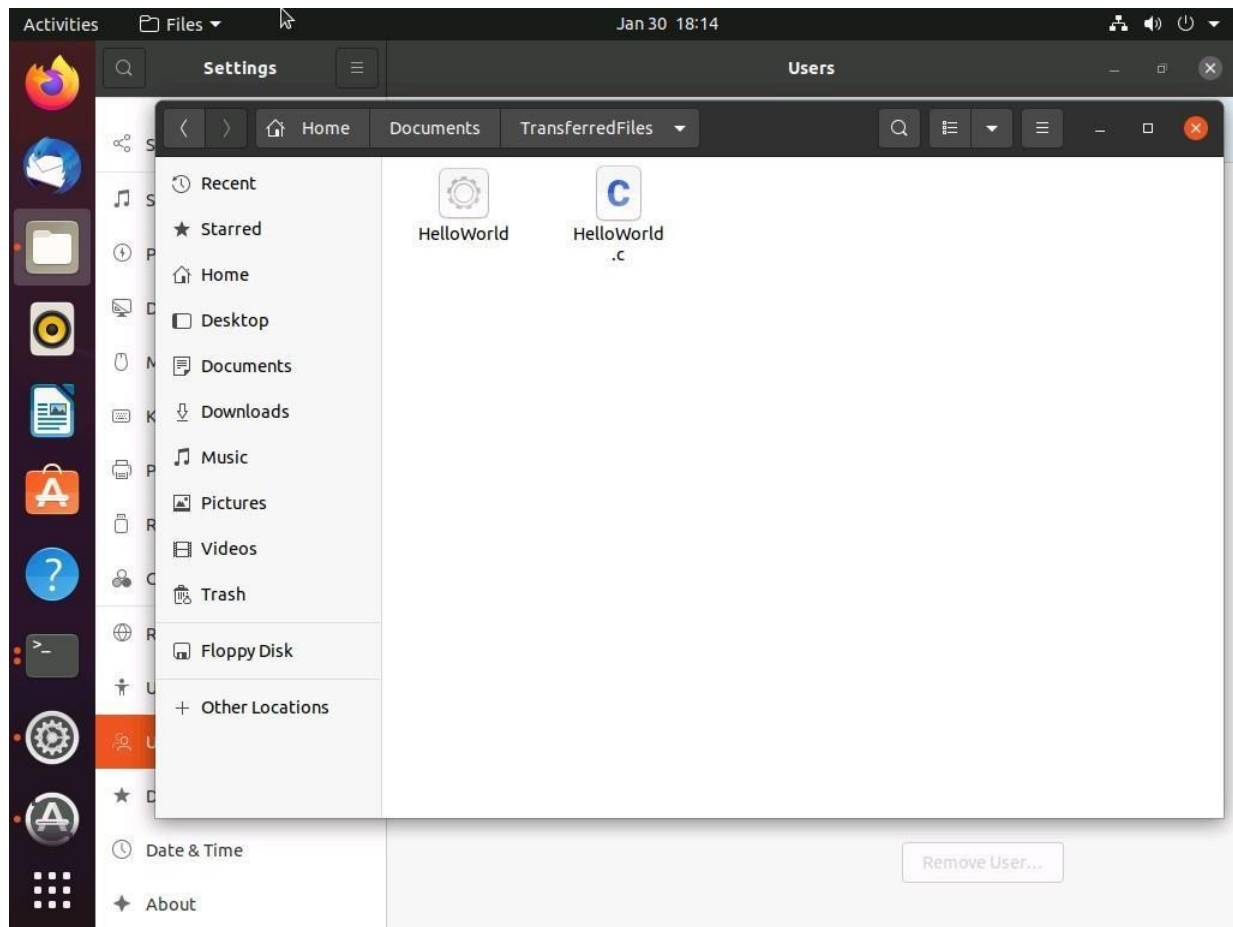 Activities Files Jan 30 18:14
Settings Users
Home Documents TransferredFiles
S
S
P
D
M
K
P
R
C
R
U
U
D
Date & Time
About
Recent
Starred
Home
Desktop
Documents
Downloads
Music
Pictures
Videos
Trash
Floppy Disk
+ Other Locations
HelloWorld
HelloWorld
.c
Remove User...